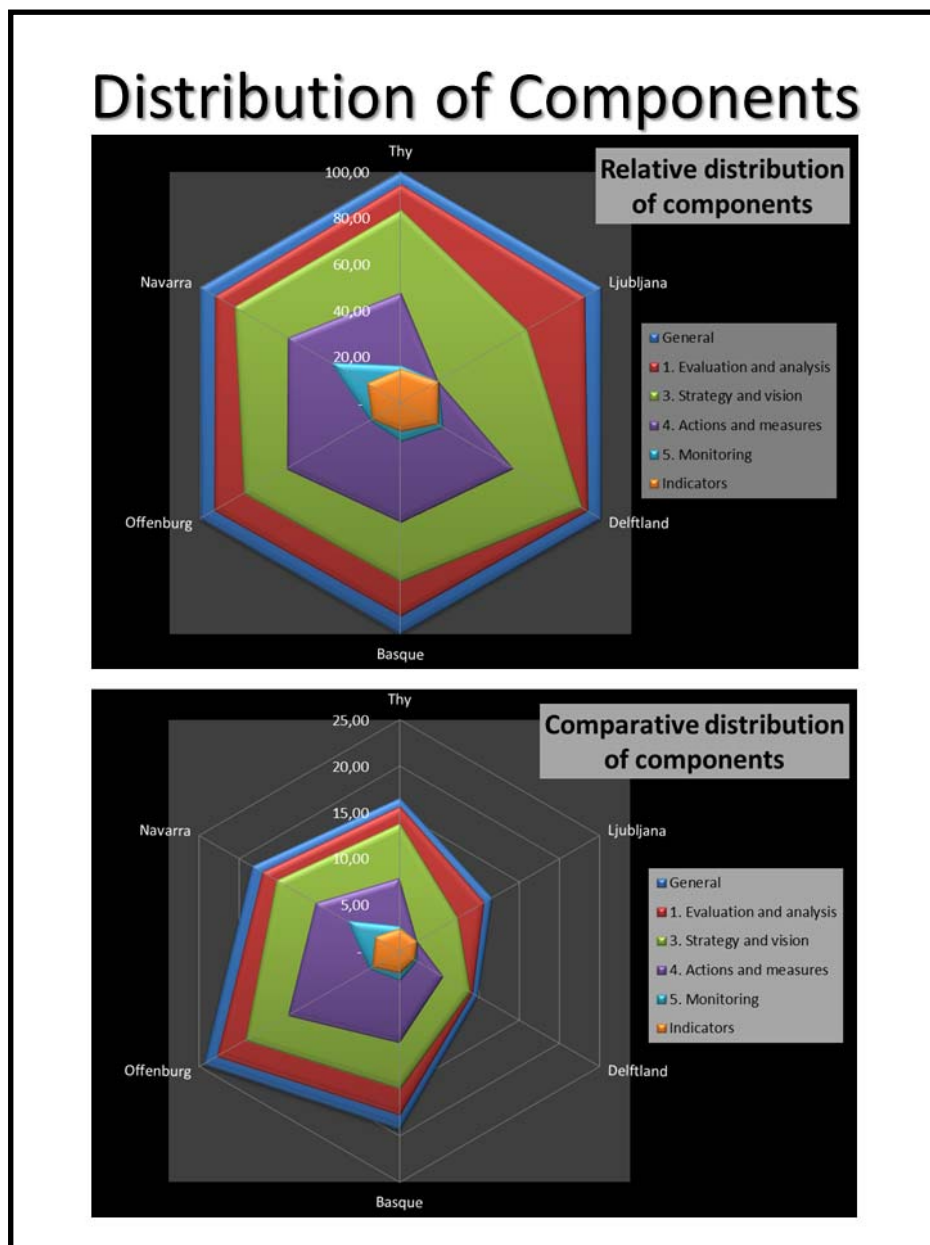 Distribution of Components
Thy
Relative distribution
of components
100,00
80,00
60,00
40,00
20,00
-
Navarra
Ljubljana
General
1. Evaluation and analysis
3. Strategy and vision
4. Actions and measures
5. Monitoring
Indicators
Offenburg
Delftland
Basque
Thy
Comparative distribution
of components
25,00
20,00
15,00
10,00
5,00
-
Navarra
Ljubljana
General
1. Evaluation and analysis
3. Strategy and vision
4. Actions and measures
5. Monitoring
Indicators
Offenburg
Delftland
Basque